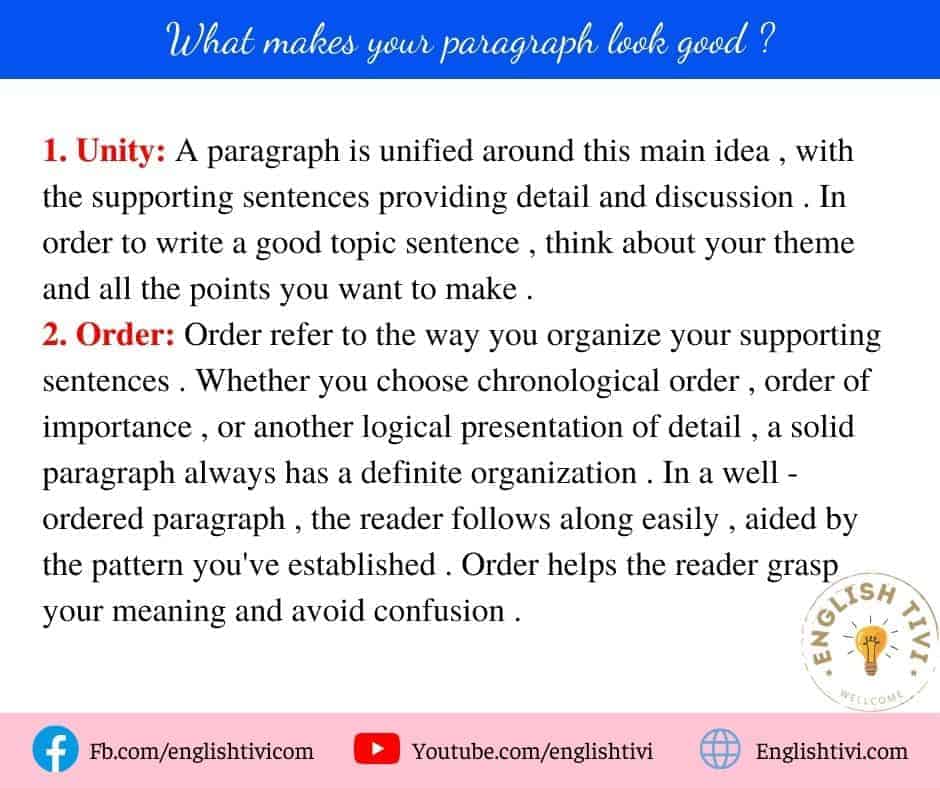 What makes your paragraph look good ?
1. Unity: A paragraph is unified around this main idea , with
the supporting sentences providing detail and discussion . In
order to write a good topic sentence , think about your theme
and all the points you want to make .
2. Order: Order refer to the way you organize your supporting
sentences . Whether you choose chronological order , order of
importance , or another logical presentation of detail , a solid
paragraph always has a definite organization . In a well -
ordered paragraph , the reader follows along easily , aided by
the pattern you've established . Order helps the reader grasp
your meaning and avoid confusion .
ENGLISH TIVI
WELLCOME
Fb.com/englishtivicom
Youtube.com/englishtivi
Englishtivi.com